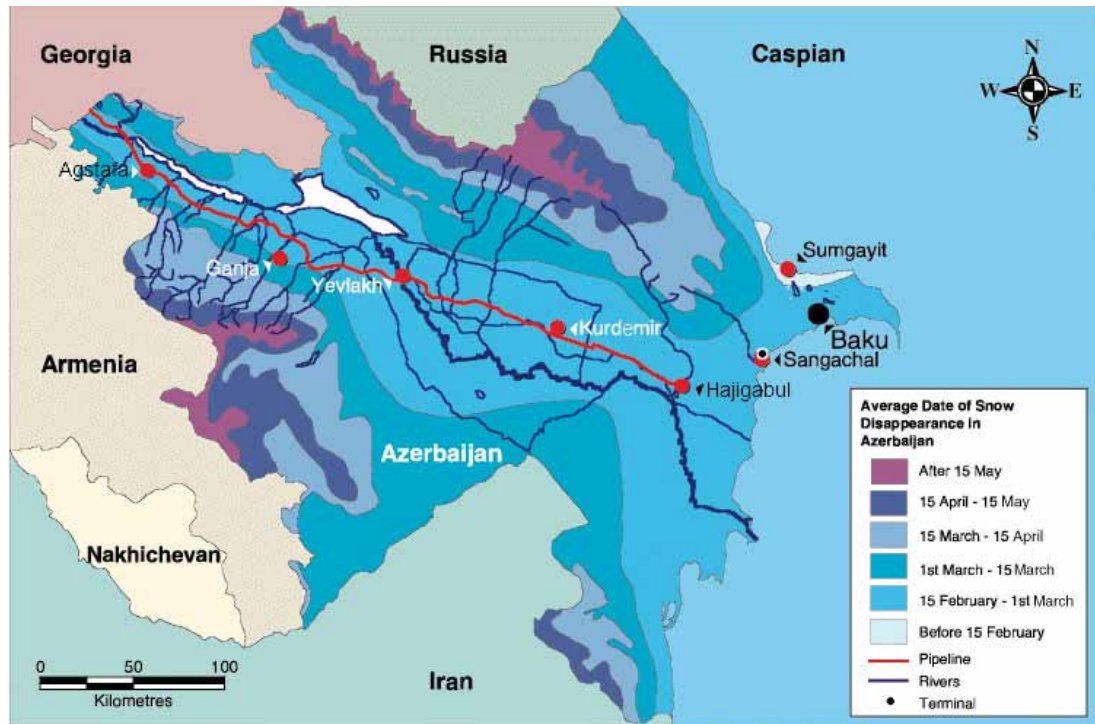 Georgia
Russia
Caspian
N
W E
S
Agstafa
Sumgayit
Ganja
Yevlakh
Kurdemir
Baku
Sangachal
Armenia
Hajigabul
Azerbaijan
Nakhichevan
Iran
0 50 100
Kilometres
Average Date of Snow
Disappearance in
Azerbaijan
After 15 May
15 April - 15 May
15 March - 15 April
1st March - 15 March
15 February - 1st March
Before 15 February
Pipeline
Rivers
Terminal